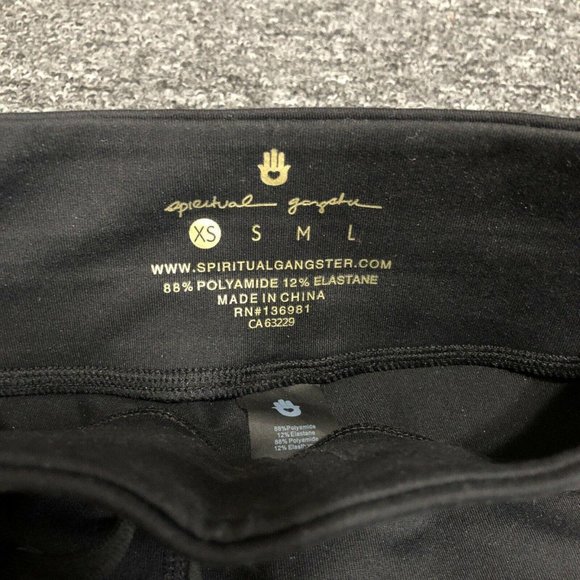 spiritual gangster
XS S M L
WWW.SPIRITUALGANGSTER.COM
88% POLYAMIDE 12% ELASTANE
MADE IN CHINA
RN#136981
CA 63229
88%Polyamide
12%Elastane
88% Polyamide
12%